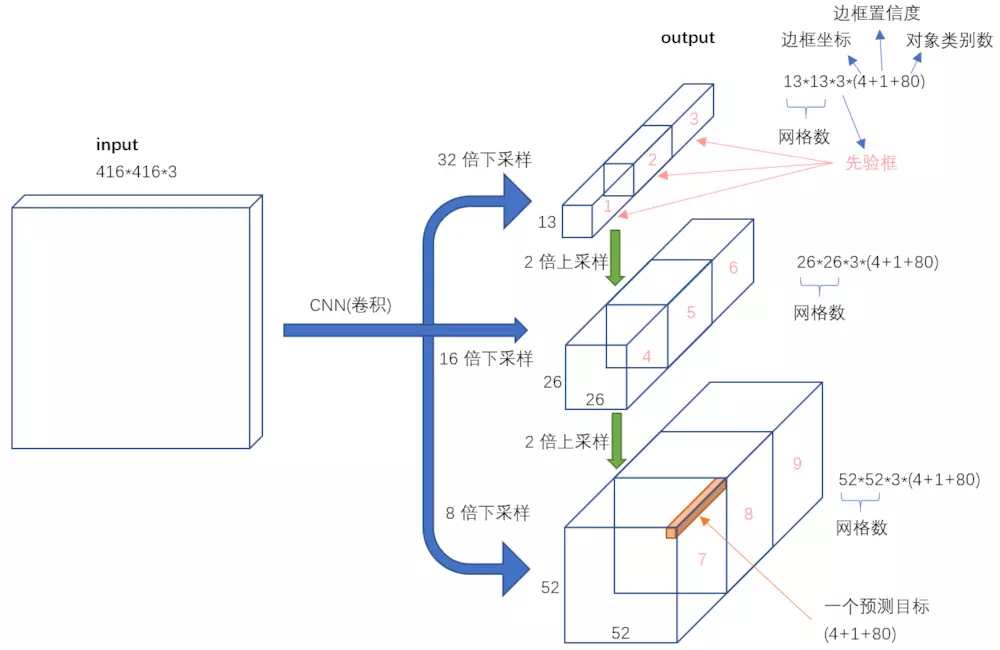 边框置信度
output
边框坐标
对象类别数
13*13*3*(4+1+80)
网格数
先验框
input
416*416*3
32 倍下采样
3
2
1
13
2 倍上采样
26*26*3*(4+1+80)
网格数
6
5
4
CNN(卷积)
16 倍下采样
26
26
2 倍上采样
52*52*3*(4+1+80)
网格数
9
8
7
8 倍下采样
52
52
一个预测目标
(4+1+80)